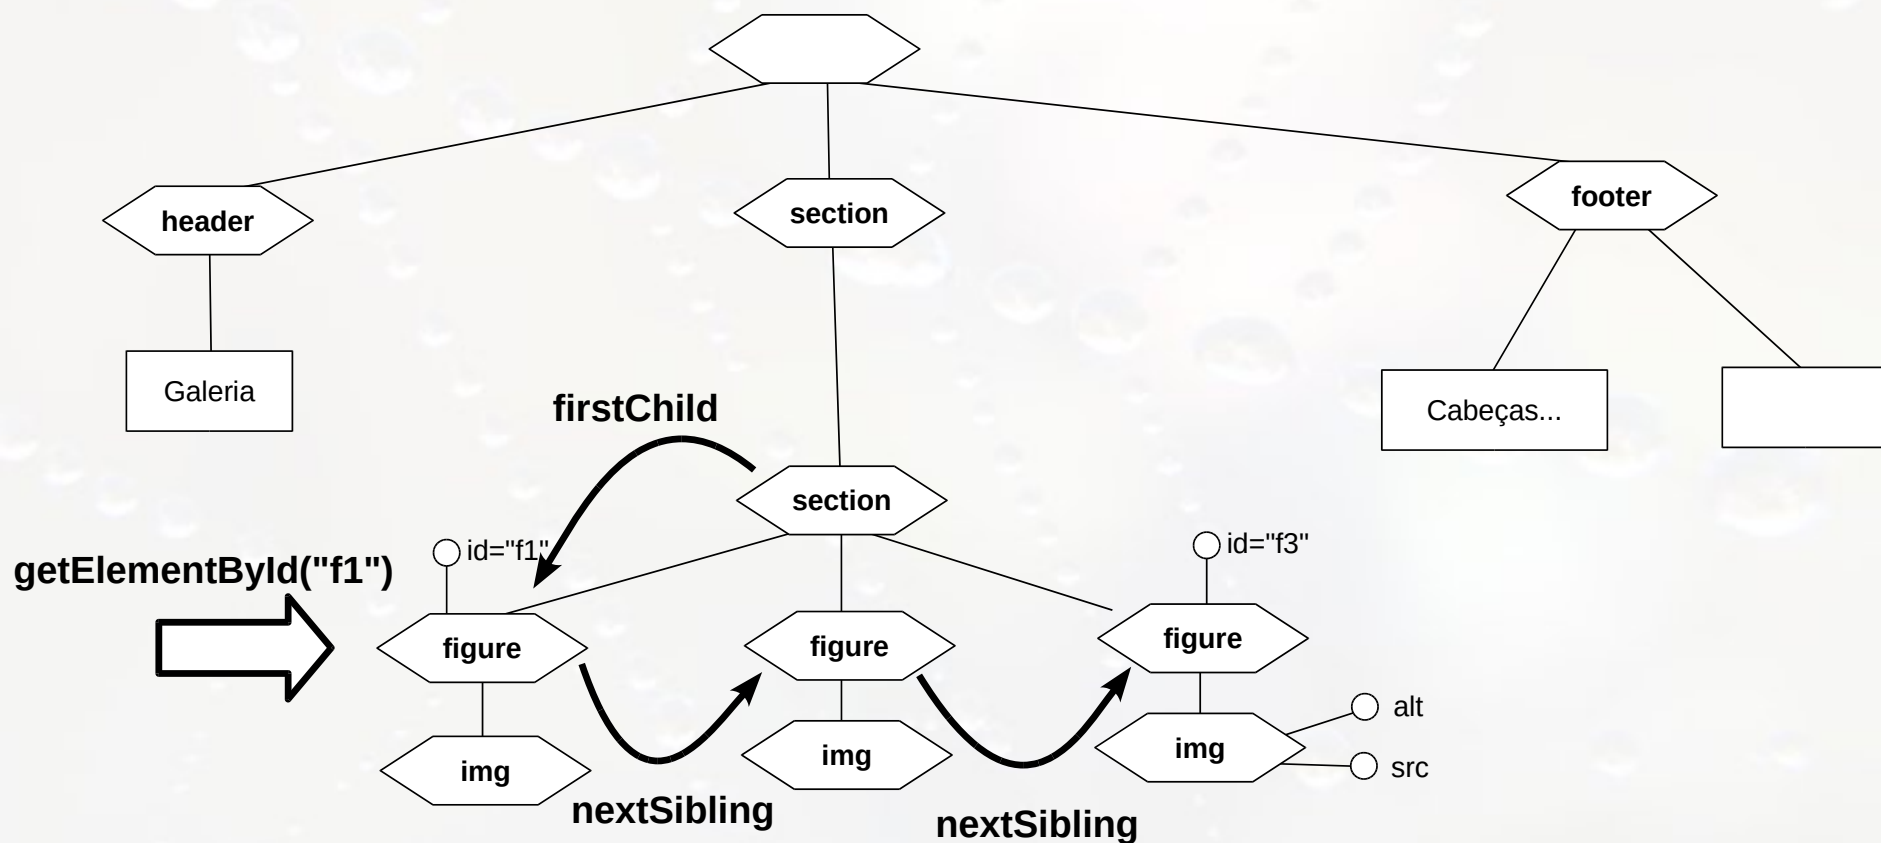 header
section
footer
Galeria
Cabeças...
firstChild
section
id="f1"
id="f3"
getElementById("f1")
figure
figure
figure
alt
img
img
img
src
nextSibling
nextSibling